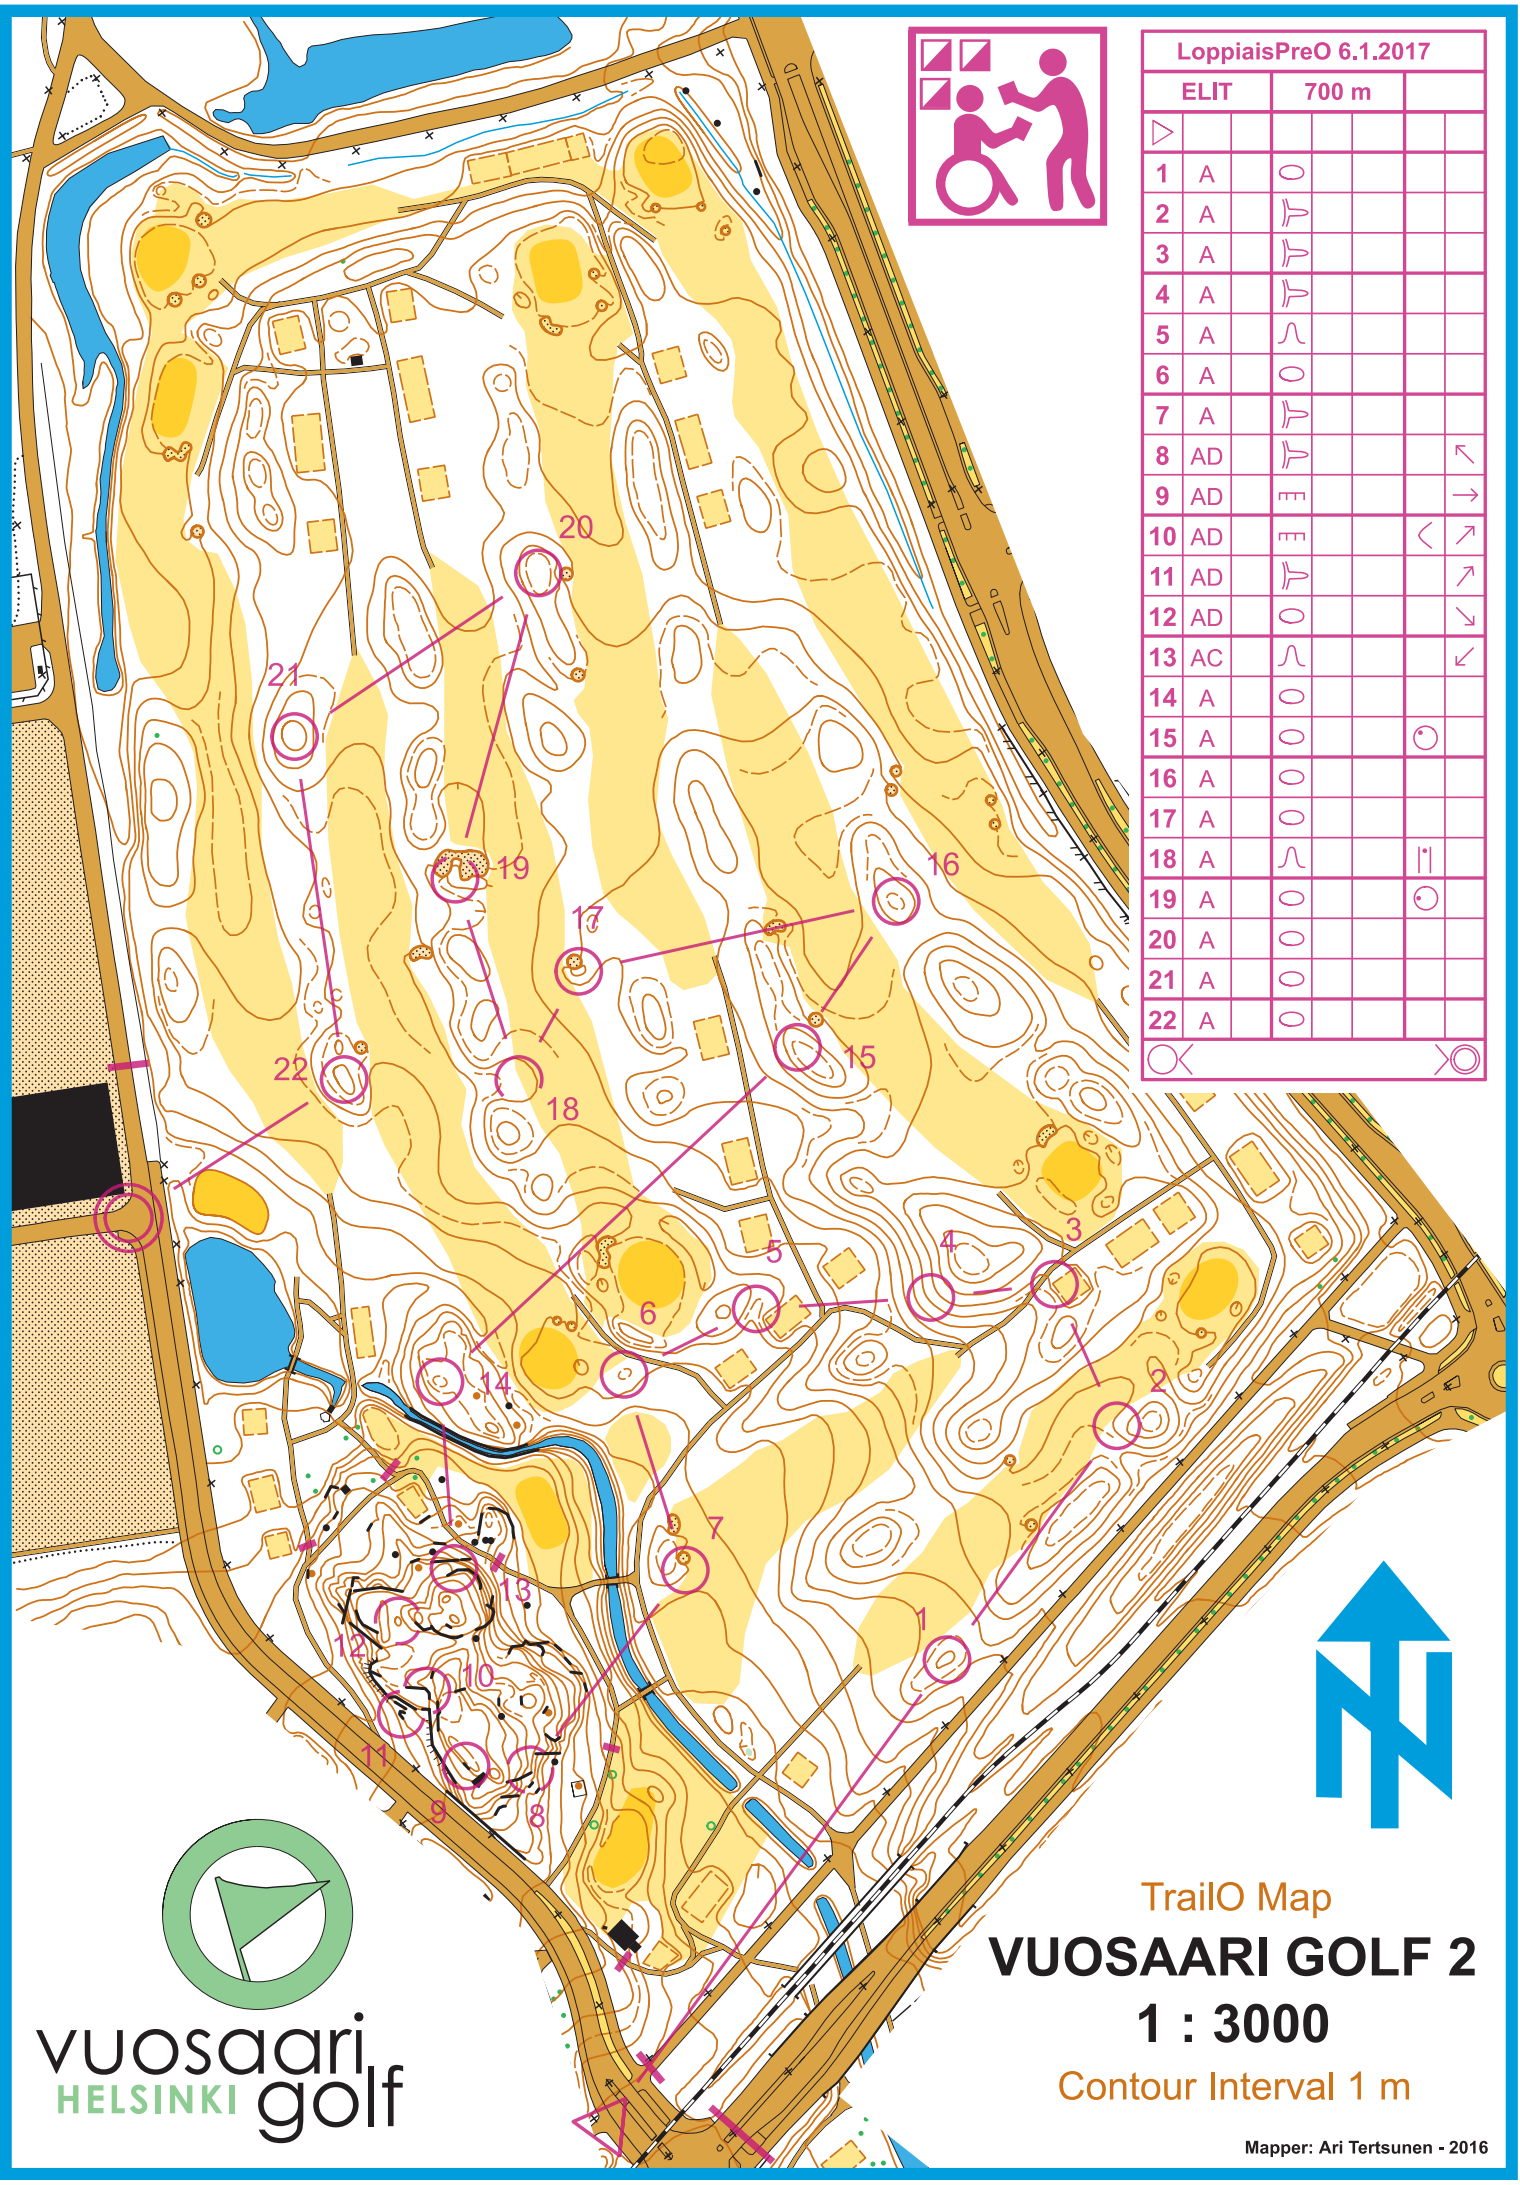 LoppiaisPreO 6.1.2017
ELIT 700 m
1 A
2 A
3 A
4 A
5 A
6 A
7 A
8 AD
9 AD
10 AD
11 AD
12 AD
13 AC
14 A
15 A
16 A
17 A
18 A
19 A
20 A
21 A
22 A
20
21
19
16
17
22
15
18
3
4
5
6
2
14
7
13
1
12
10
11
9
8
N
TrailO Map
VUOSAARI GOLF 2
1 : 3000
Contour Interval 1 m
Mapper: Ari Tertsunen - 2016
vuosaari
HELSINKI golf